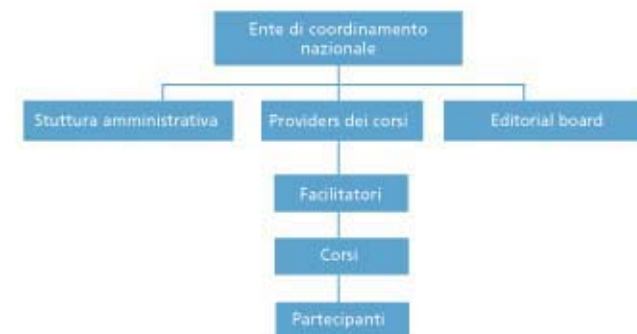 Ente di coordinamento
nazionale
Stuttura amministrativa
Providers dei corsi
Editorial board
Facilitatori
Corsi
Partecipanti